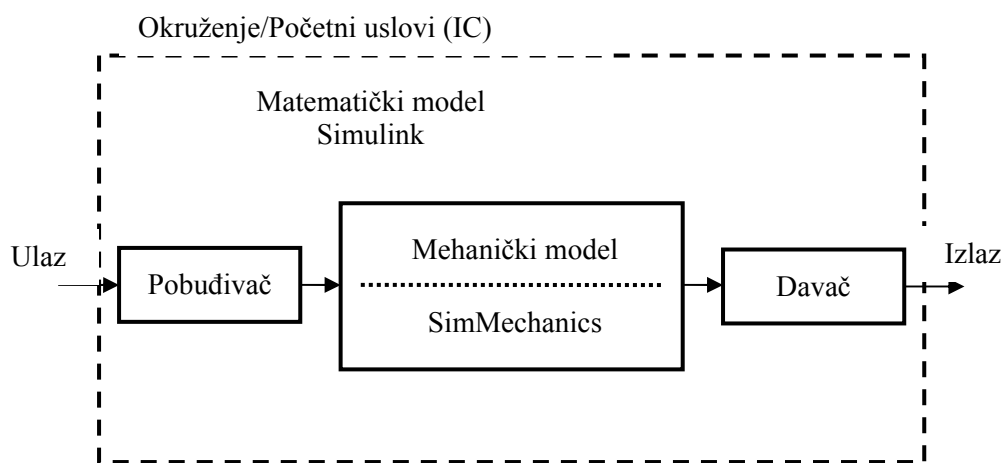 Okruženje/Početni uslovi (IC)
Matematički model
Simulink
Ulaz
Pobuđivač
Mehanički model
SimMechanics
Davač
Izlaz